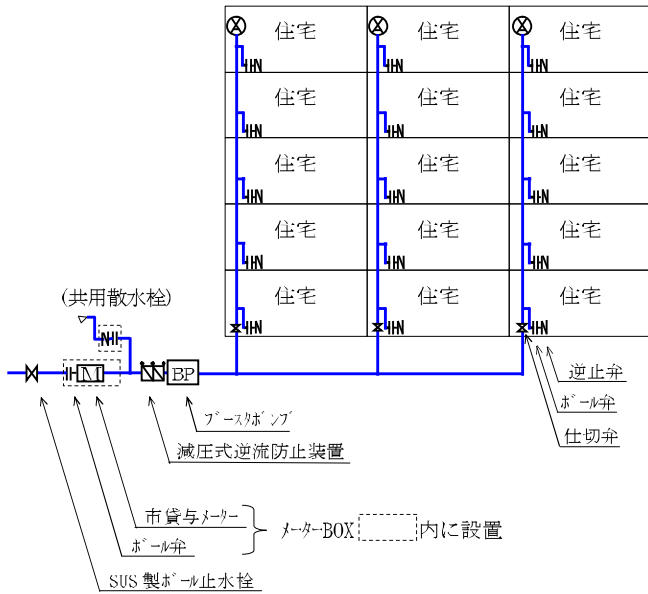 住宅 住宅 住宅
住宅 住宅 住宅
住宅 住宅 住宅
住宅 住宅 住宅
住宅 住宅 住宅
(共用散水栓)
M
BP
逆止弁
ボール弁
仕切弁
ブースタポンプ
減圧式逆流防止装置
市貸与メーター
ボール弁
メーターBOX 内に設置
SUS製ボール止水栓